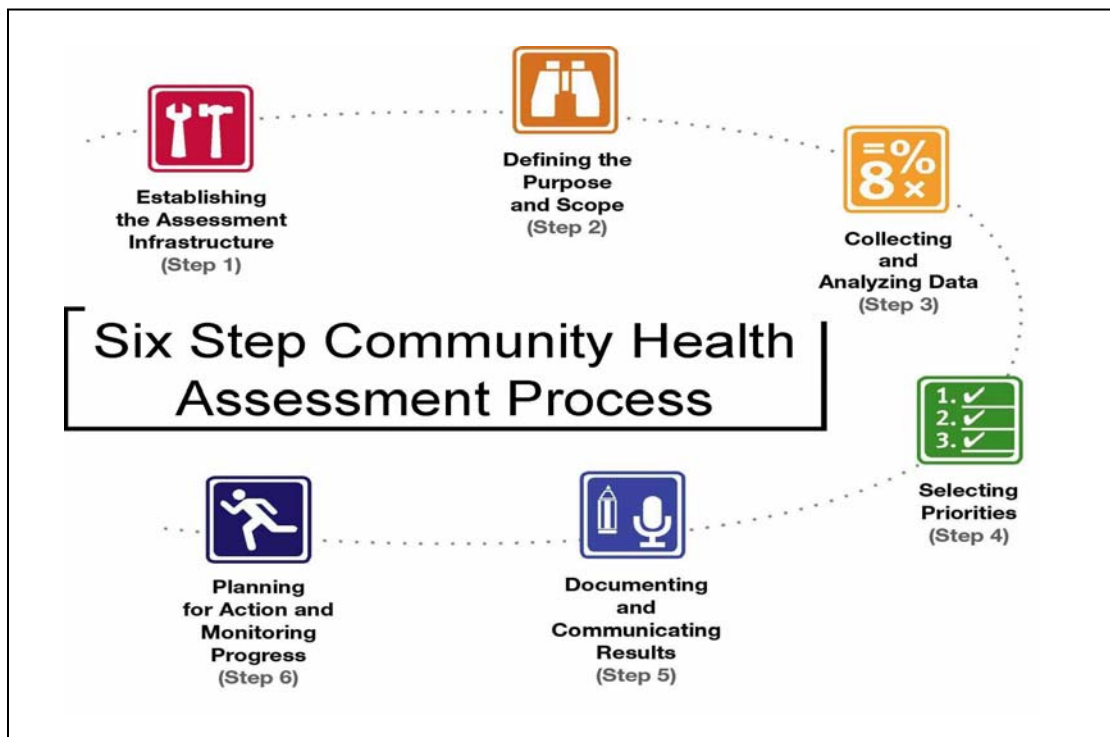 Establishing
the Assessment
Infrastructure
(Step 1)
Defining the
Purpose
and Scope
(Step 2)
=%
8×
Collecting
and
Analyzing Data
(Step 3)
Six Step Community Health
Assessment Process
1. ✓
2. ✓
3. ✓
Selecting
Priorities
(Step 4)
Documenting
and
Communicating
Results
(Step 5)
Planning
for Action and
Monitoring
Progress
(Step 6)